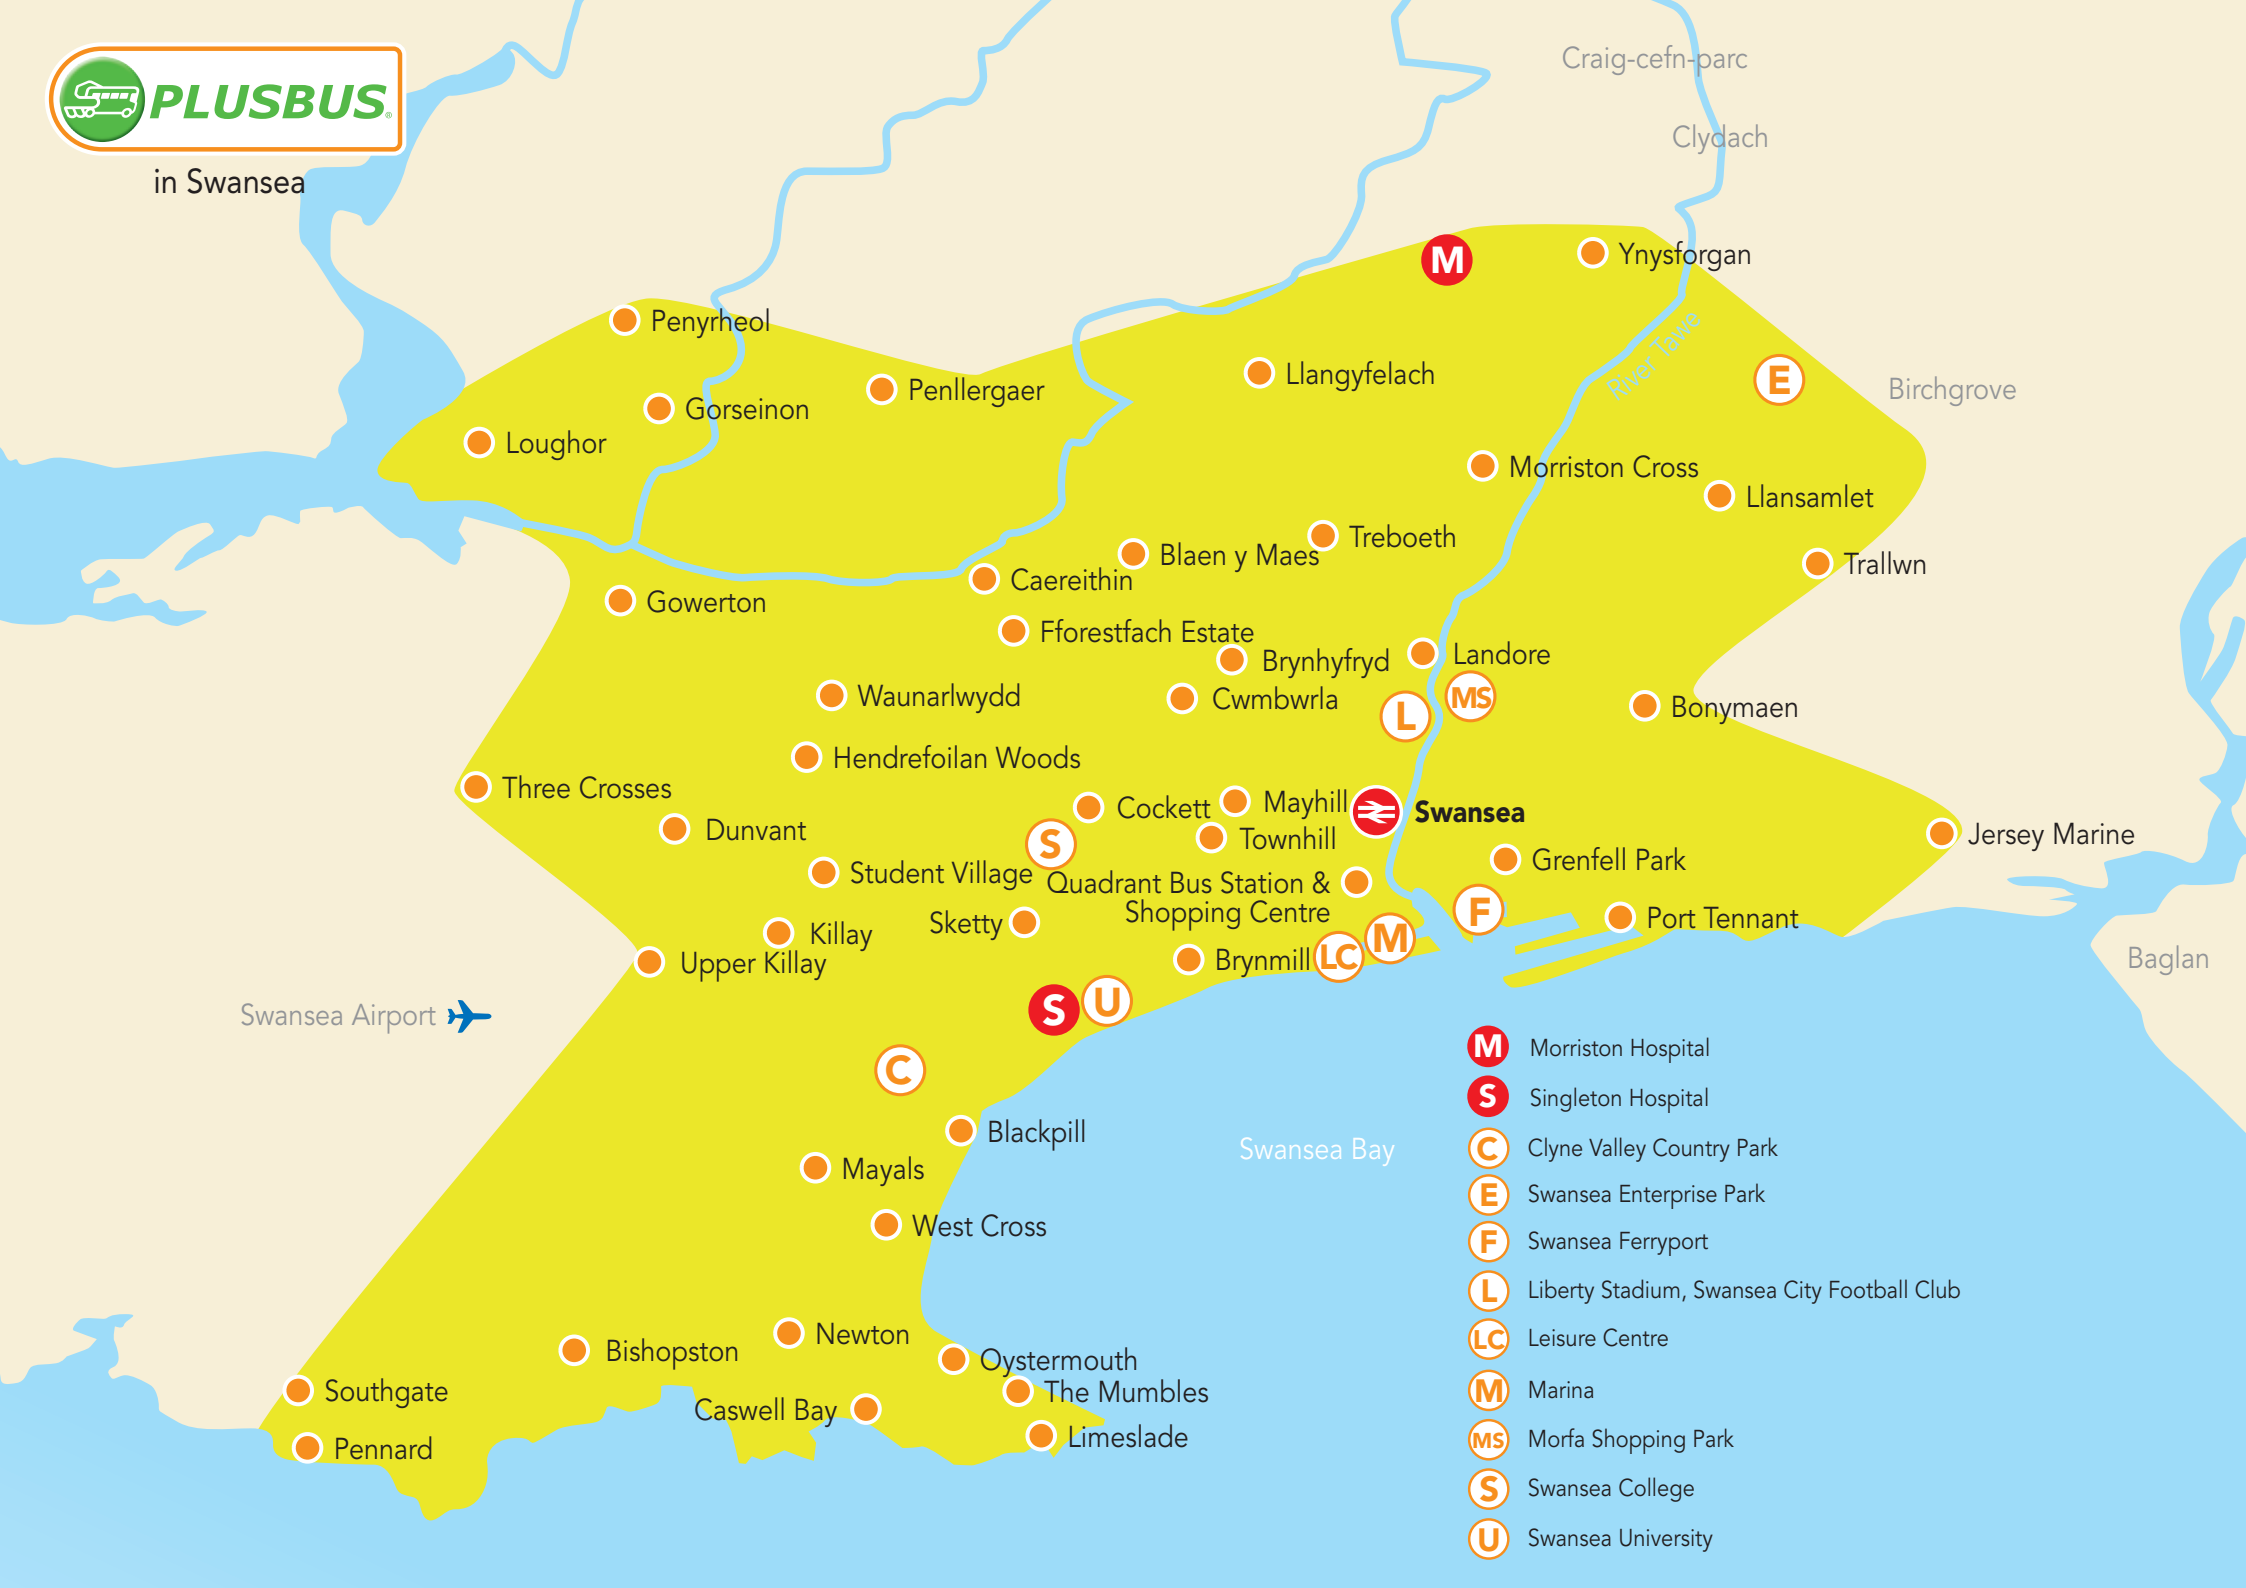 PLUSBUS®
in Swansea
Craig-cefn-parc
Clydach
M
Ynysforgan
Penyrheol
River Tawe
Llangyfelach
E
Birchgrove
Penllergaer
Gorseinon
Loughor
Morriston Cross
Llansamlet
Treboeth
Blaen y Maes
Trallwn
Caereithin
Gowerton
Fforestfach Estate
Brynhyfryd
Landore
Waunarlwydd
Cwmbwrla
MS
L
Bonymaen
Hendrefoilan Woods
Three Crosses
Cockett
Mayhill
Swansea
Dunvant
S
Townhill
Jersey Marine
Grenfell Park
Student Village
Quadrant Bus Station &
Shopping Centre
F
Port Tennant
Sketty
Killay
M
Upper Killay
Brynmill
LC
Baglan
Swansea Airport
S
U
C
Blackpill
Swansea Bay
Mayals
West Cross
Newton
Bishopston
Oystermouth
Southgate
The Mumbles
Caswell Bay
Limeslade
Pennard
M Morriston Hospital
S Singleton Hospital
C Clyne Valley Country Park
E Swansea Enterprise Park
F Swansea Ferryport
L Liberty Stadium, Swansea City Football Club
LC Leisure Centre
M Marina
MS Morfa Shopping Park
S Swansea College
U Swansea University